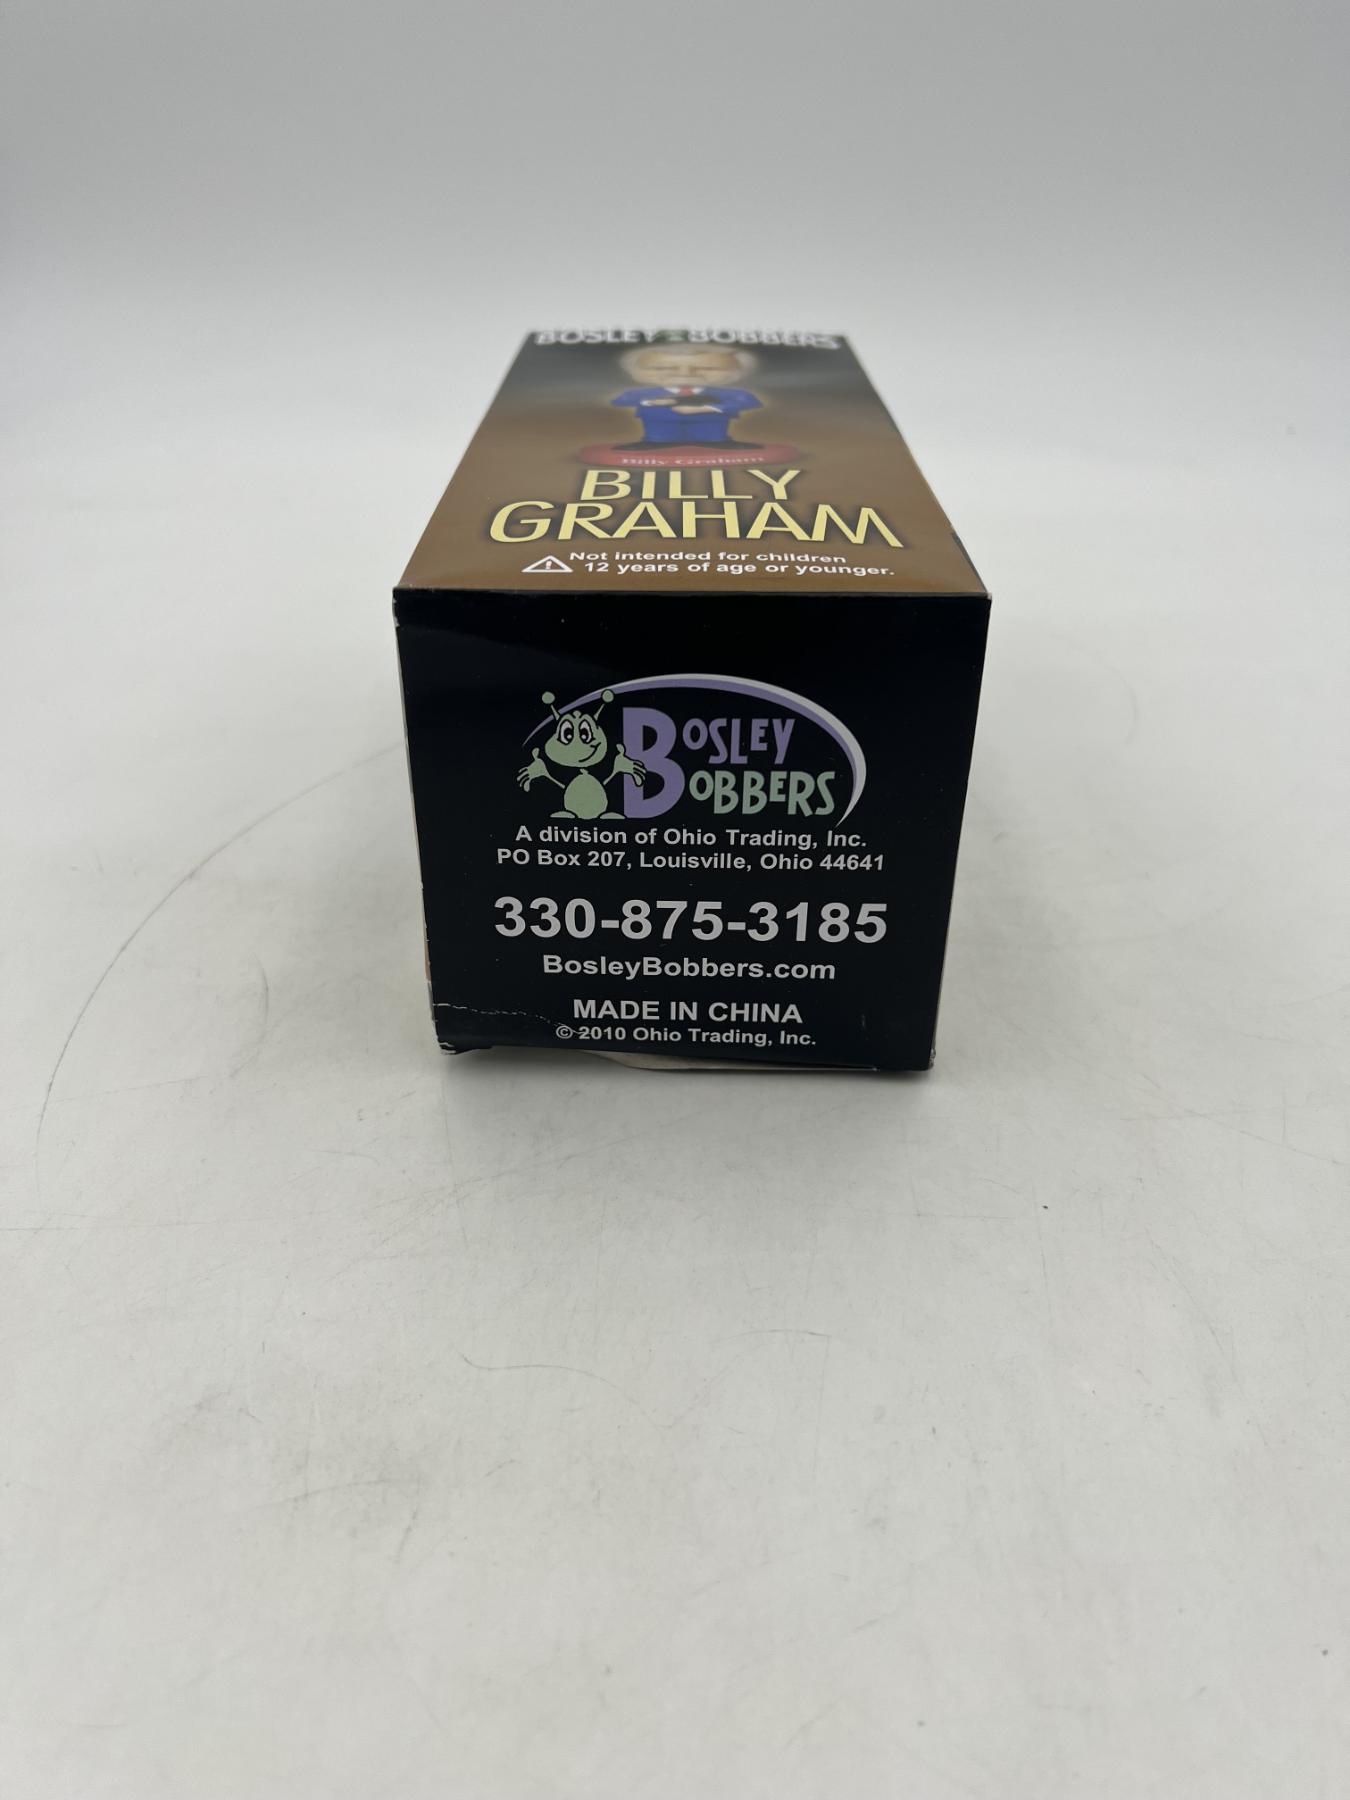 BOSLEY BOBBERS
Billy Graham
BILLY
GRAHAM
Not intended for children
12 years of age or younger.
BOSLEY
BOBBERS
A division of Ohio Trading, Inc.
PO Box 207, Louisville, Ohio 44641
330-875-3185
BosleyBobbers.com
MADE IN CHINA
© 2010 Ohio Trading, Inc.